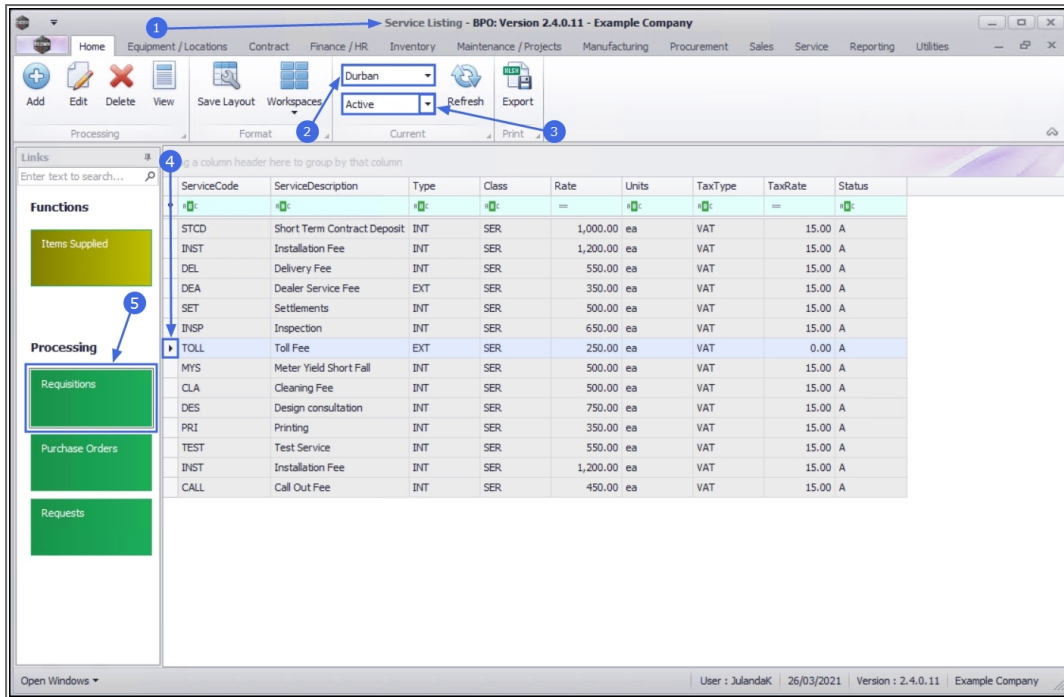 Service Listing - BPO: Version 2.4.0.11 - Example Company
1
Home Equipment / Locations Contract Finance / HR Inventory Maintenance / Projects Manufacturing Procurement Sales Service Reporting Utilities
Durban
Active
XLSX
Add Edit Delete View Save Layout Workspaces Refresh Export
2 3
Processing Format Current Print
Links
4
g a column header here to group by that column
Enter text to search...
ServiceCode ServiceDescription Type Class Rate Units TaxType TaxRate Status
Functions
= =
Items Supplied
STCD Short Term Contract Deposit INT SER 1,000.00 ea VAT 15.00 A
INST Installation Fee INT SER 1,200.00 ea VAT 15.00 A
DEL Delivery Fee INT SER 550.00 ea VAT 15.00 A
DEA Dealer Service Fee EXT SER 350.00 ea VAT 15.00 A
5
SET Settlements INT SER 500.00 ea VAT 15.00 A
INSP Inspection INT SER 650.00 ea VAT 15.00 A
Processing
TOLL Toll Fee EXT SER 250.00 ea VAT 0.00 A
MYS Meter Yield Short Fall INT SER 500.00 ea VAT 15.00 A
Requisitions
CLA Cleaning Fee INT SER 500.00 ea VAT 15.00 A
DES Design consultation INT SER 750.00 ea VAT 15.00 A
PRI Printing INT SER 350.00 ea VAT 15.00 A
Purchase Orders
TEST Test Service INT SER 550.00 ea VAT 15.00 A
INST Installation Fee INT SER 1,200.00 ea VAT 15.00 A
CALL Call Out Fee INT SER 450.00 ea VAT 15.00 A
Requests
Open Windows User : JulandaK 26/03/2021 Version : 2.4.0.11 Example Company